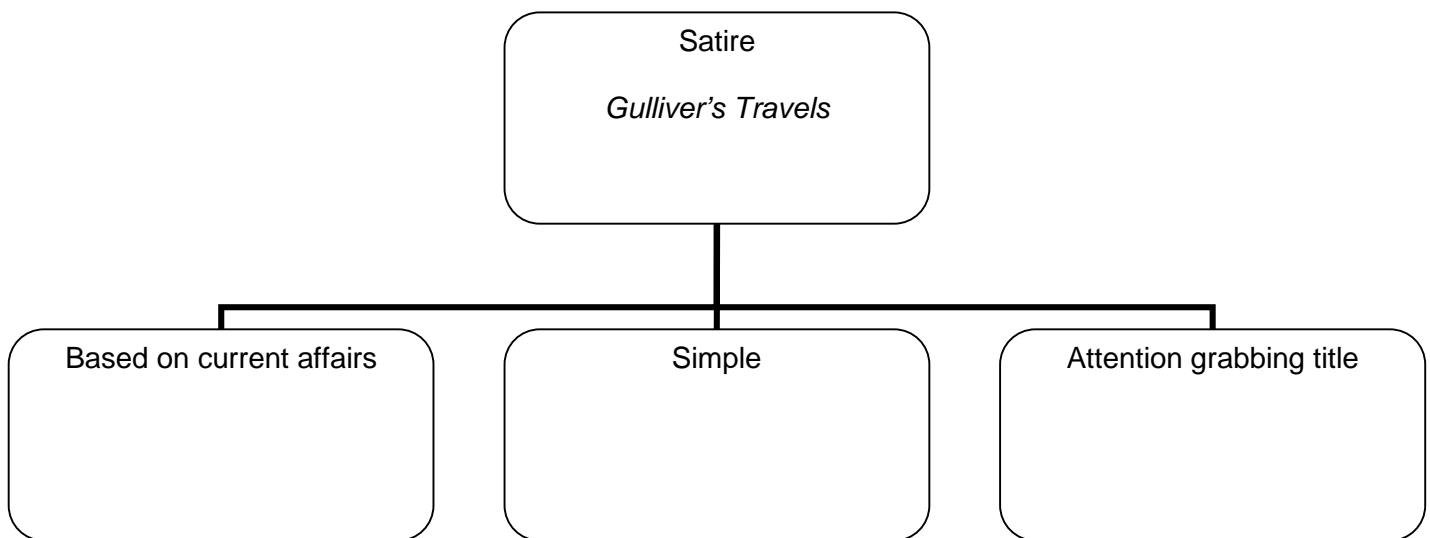 Satire
Gulliver’s Travels
Based on current affairs
Simple
Attention grabbing title